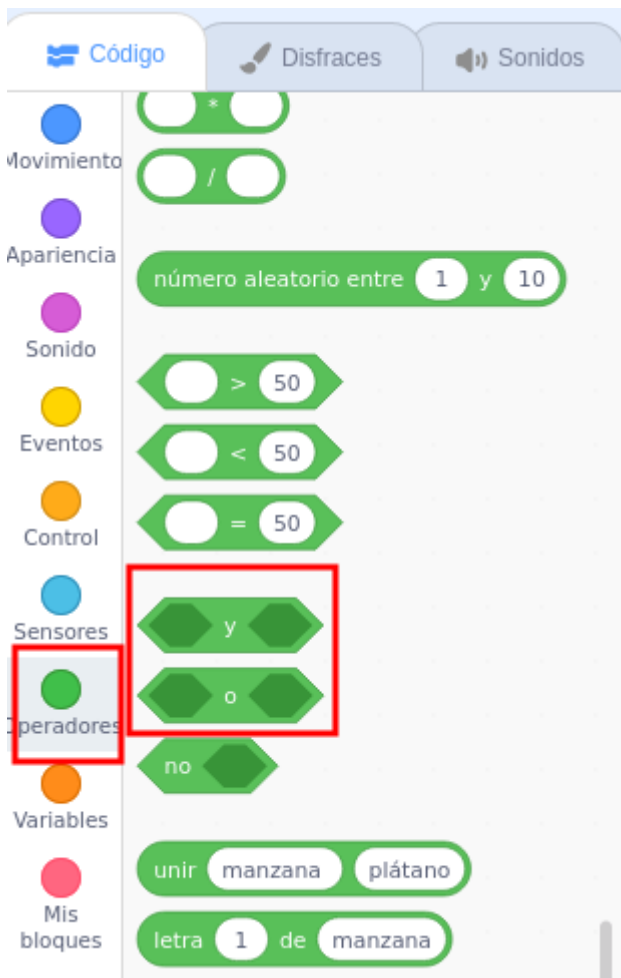 Código
Disfraces
Sonidos
Movimiento
Apariencia
Sonido
Eventos
Control
Sensores
Operadores
Variables
Mis
bloques
*
/
número aleatorio entre 1 y 10
> 50
< 50
= 50
y
o
no
unir manzana plátano
letra 1 de manzana